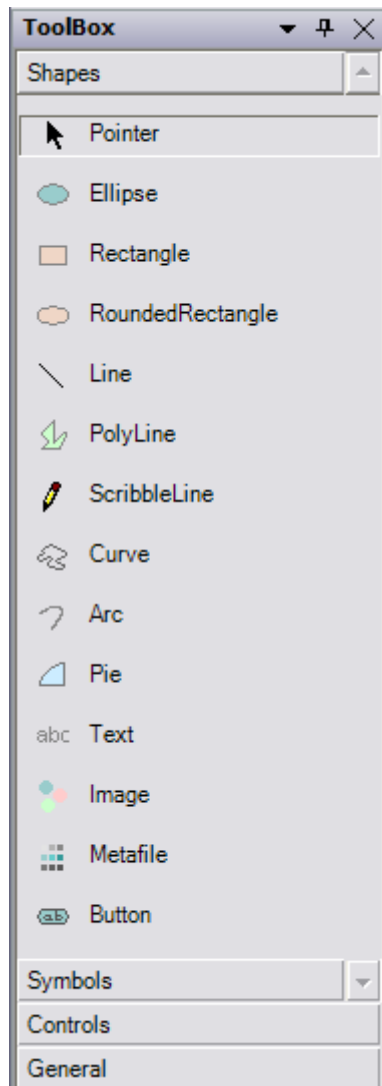 ToolBox
Shapes
Pointer
Ellipse
Rectangle
RoundedRectangle
Line
PolyLine
ScribbleLine
Curve
Arc
Pie
abc Text
Image
Metafile
ab Button
Symbols
Controls
General